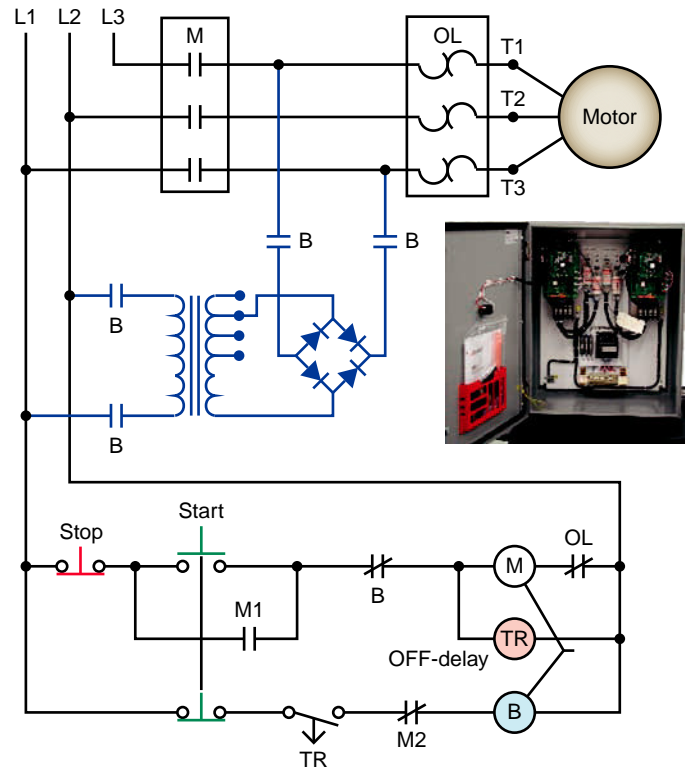 L1 L2 L3
M
OL
T1
T2
Motor
T3
B B
B
B
Stop
Start
OL
M
M1
B
TR
OFF-delay
B
M2
TR